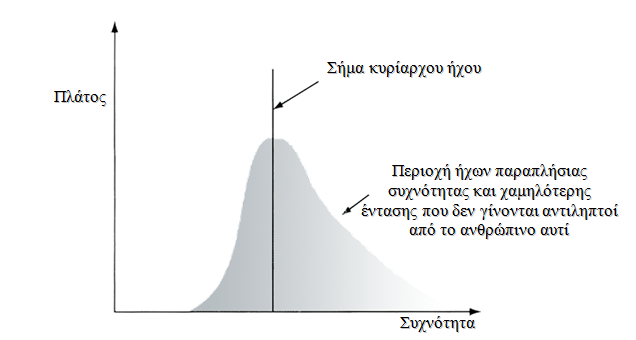 Σήμα κυρίαρχου ήχου
Πλάτος
Περιοχή ήχων παραπλήσιας
συχνότητας και χαμηλότερης
έντασης που δεν γίνονται αντιληπτοί
από το ανθρώπινο αυτί
Συχνότητα